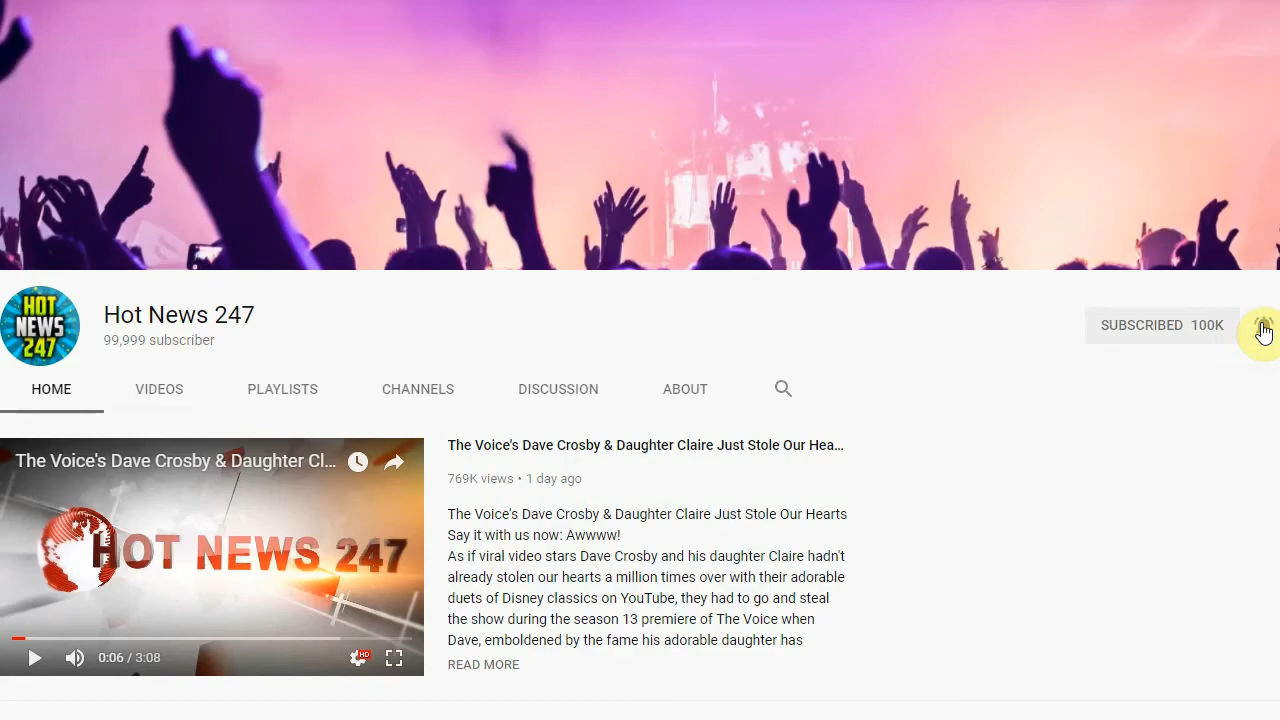 HOT
NEWS
247
Hot News 247
99,999 subscriber
SUBSCRIBED 100K
HOME
VIDEOS
PLAYLISTS
CHANNELS
DISCUSSION
ABOUT
The Voice's Dave Crosby & Daughter Cl...
HOT NEWS 247
0:06 / 3:08
HD
The Voice's Dave Crosby & Daughter Claire Just Stole Our Hea...
769K views • 1 day ago
The Voice's Dave Crosby & Daughter Claire Just Stole Our Hearts
Say it with us now: Awwww!
As if viral video stars Dave Crosby and his daughter Claire hadn't
already stolen our hearts a million times over with their adorable
duets of Disney classics on YouTube, they had to go and steal
the show during the season 13 premiere of The Voice when
Dave, emboldened by the fame his adorable daughter has
READ MORE